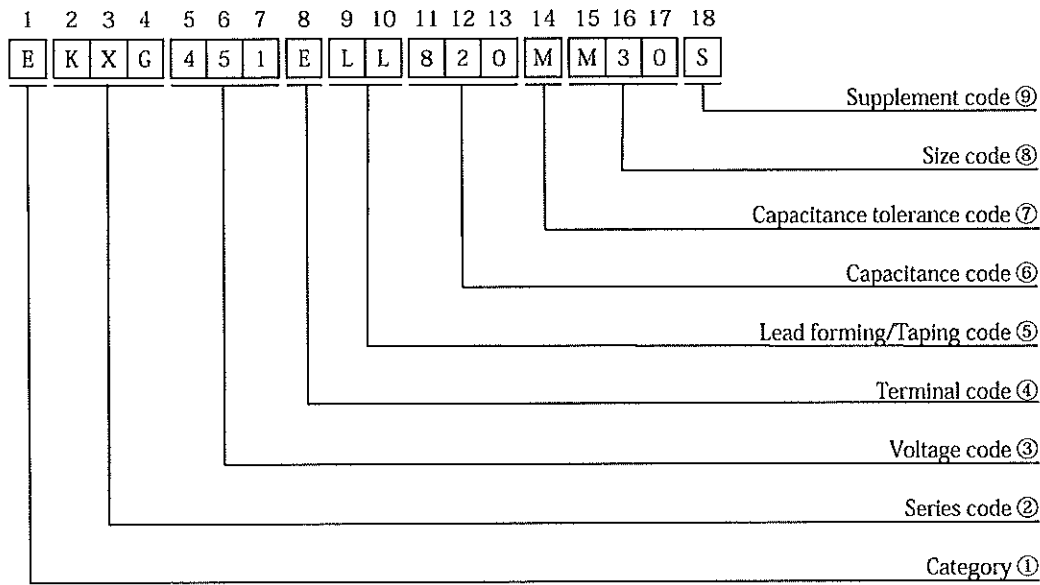 1 2 3 4 5 6 7 8 9 10 11 12 13 14 15 16 17 18
E K X G 4 5 1 E L L 8 2 0 M M 3 0 S
Supplement code ⑨
Size code ⑧
Capacitance tolerance code ⑦
Capacitance code ⑥
Lead forming/Taping code ⑤
Terminal code ④
Voltage code ③
Series code ②
Category ①